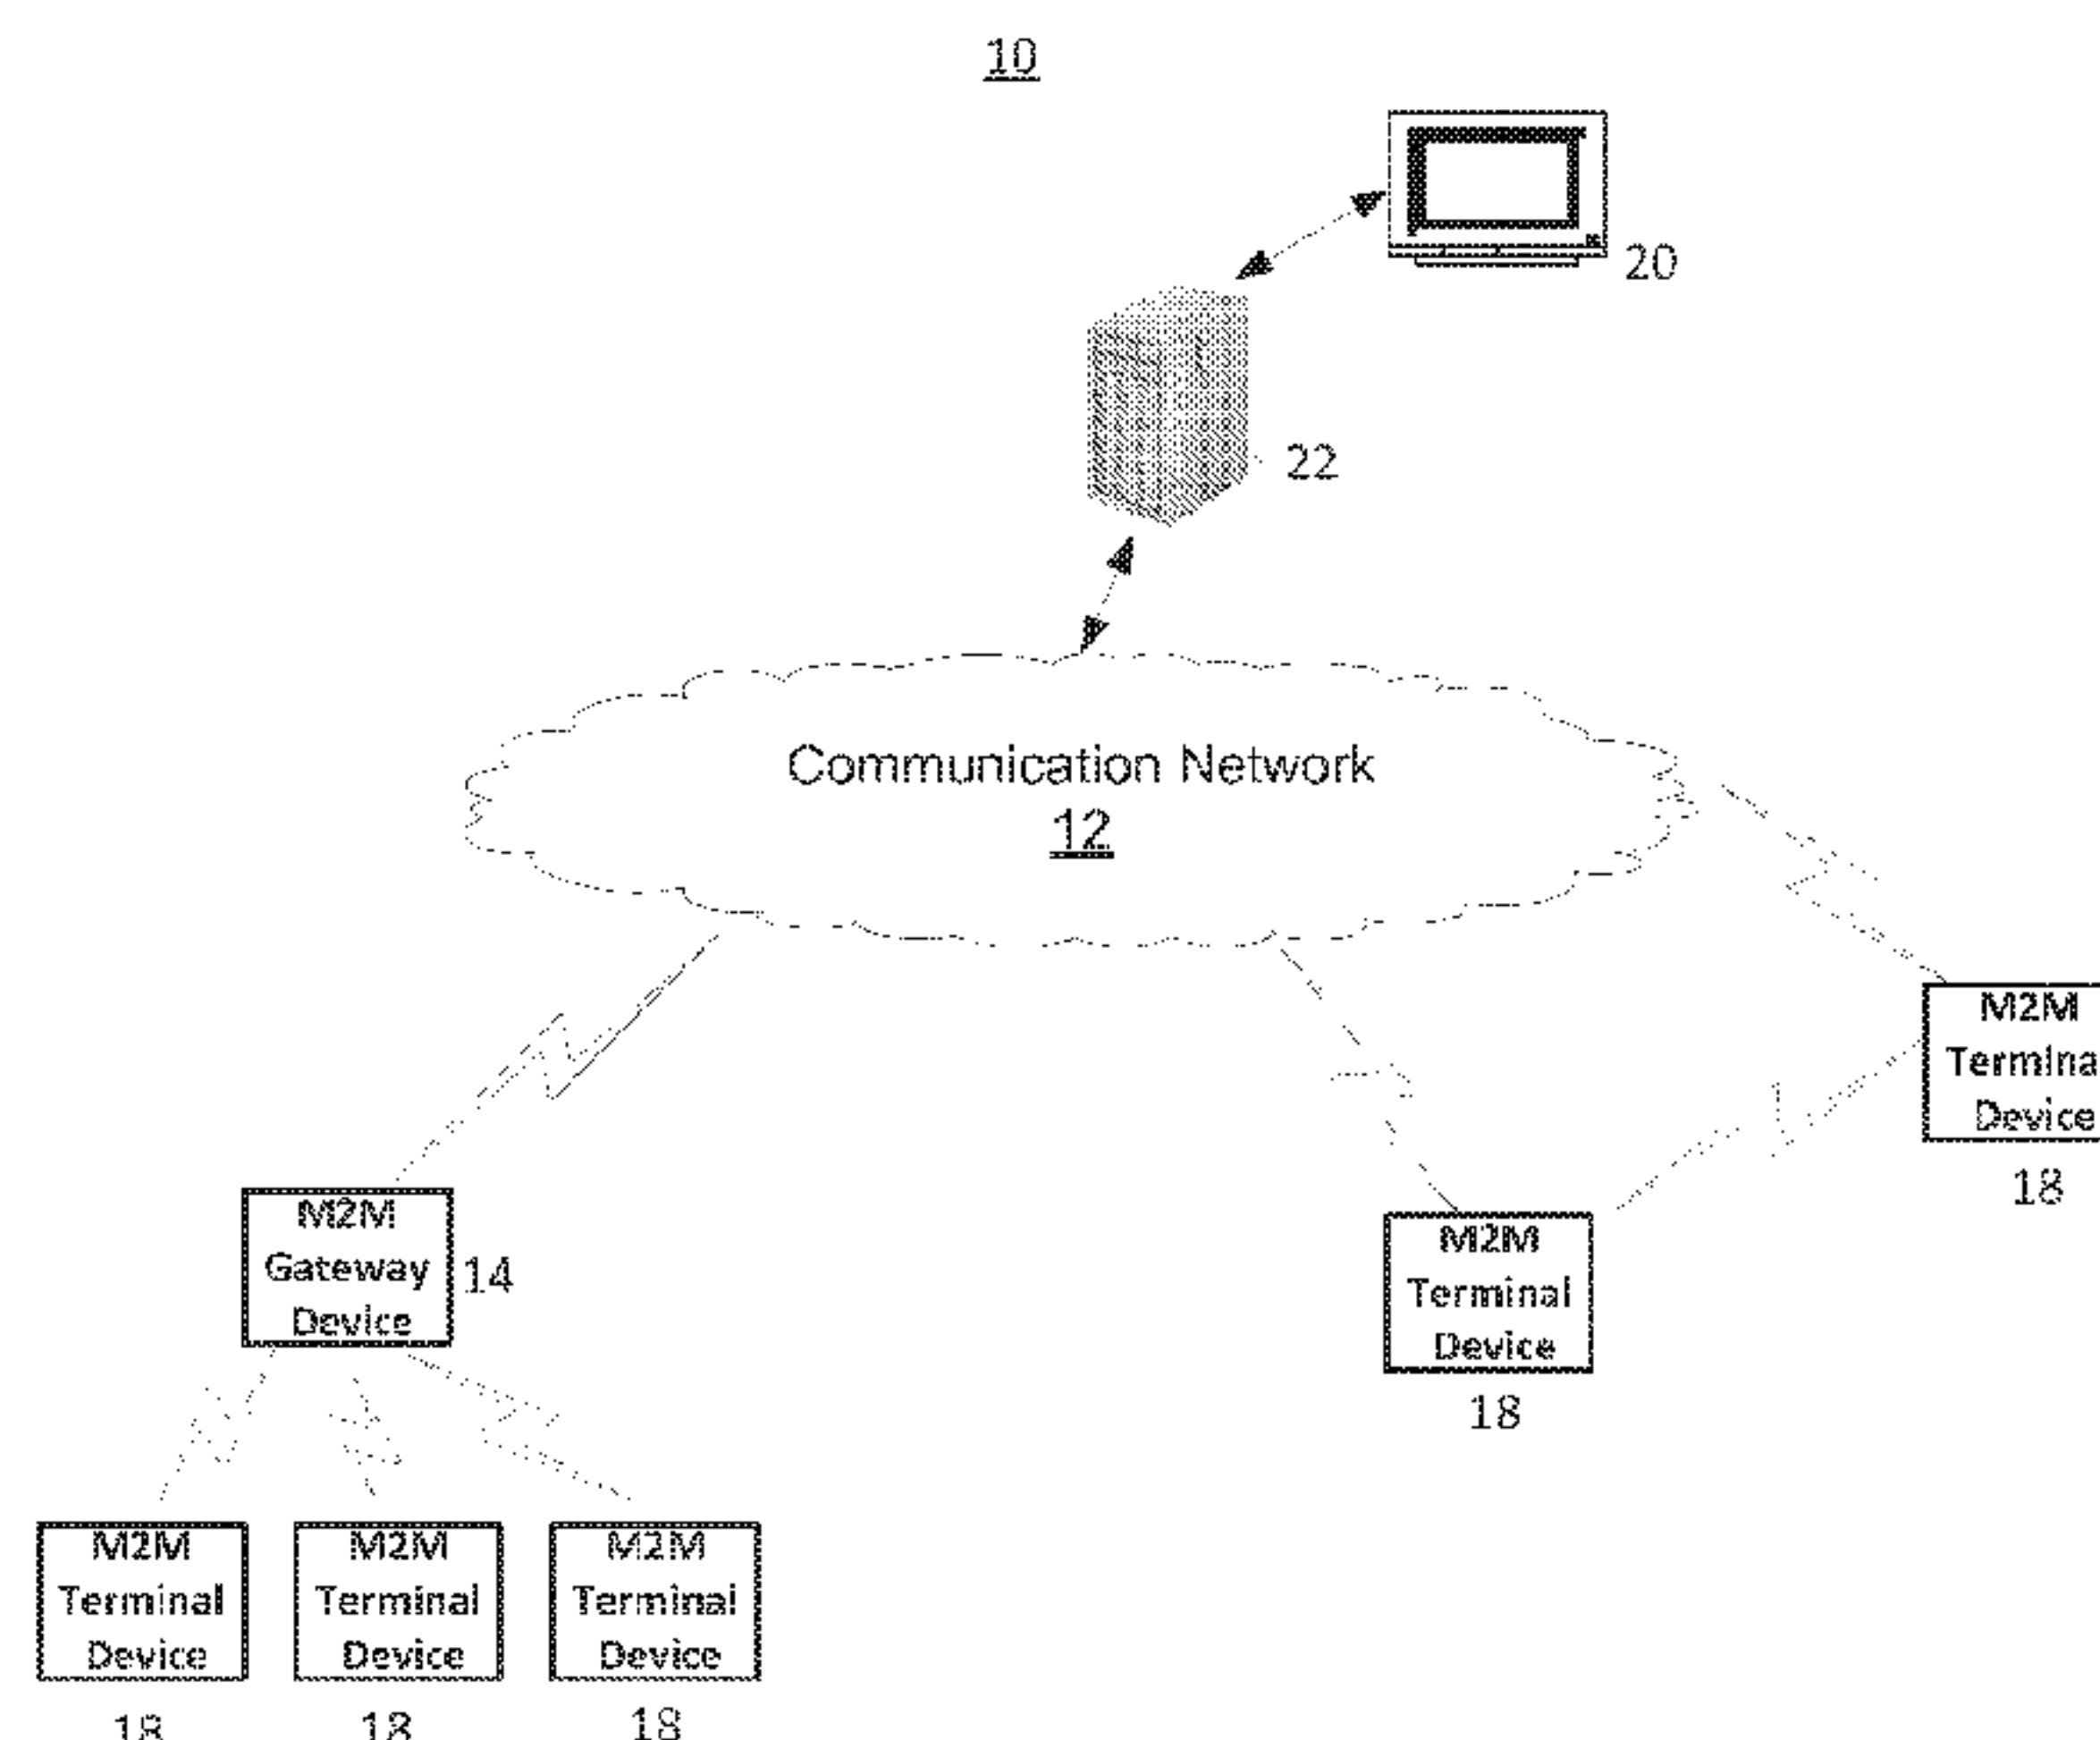 10
20
22
Communication Network
12
M2M
Termina
Device
18
M2M
Gateway
Device
14
M2M
Terminal
Device
18
M2M
Terminal
Device
18
M2M
Terminal
Device
18
M2M
Terminal
Device
18